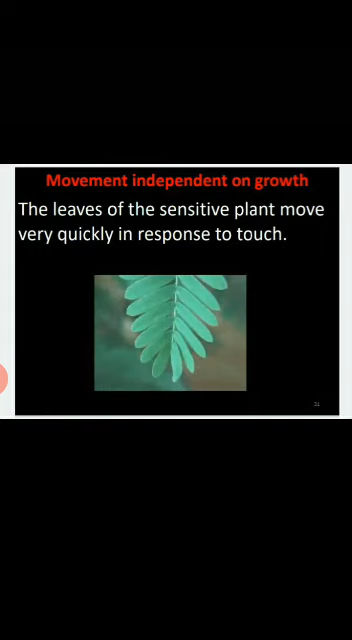 Movement independent on growth
The leaves of the sensitive plant move
very quickly in response to touch.